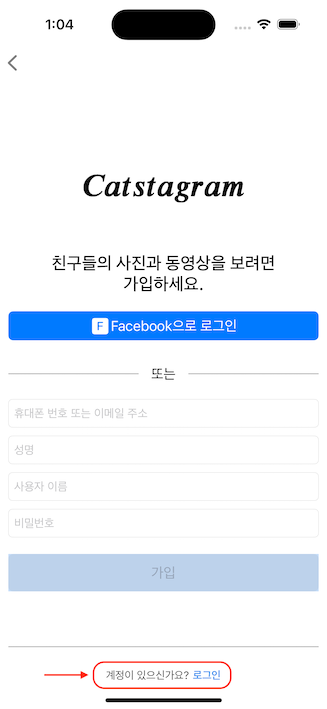 1:04
Catstagram
친구들의 사진과 동영상을 보려면
가입하세요.
F Facebook으로 로그인
또는
휴대폰 번호 또는 이메일 주소
성명
사용자 이름
비밀번호
가입
계정이 있으신가요? 로그인